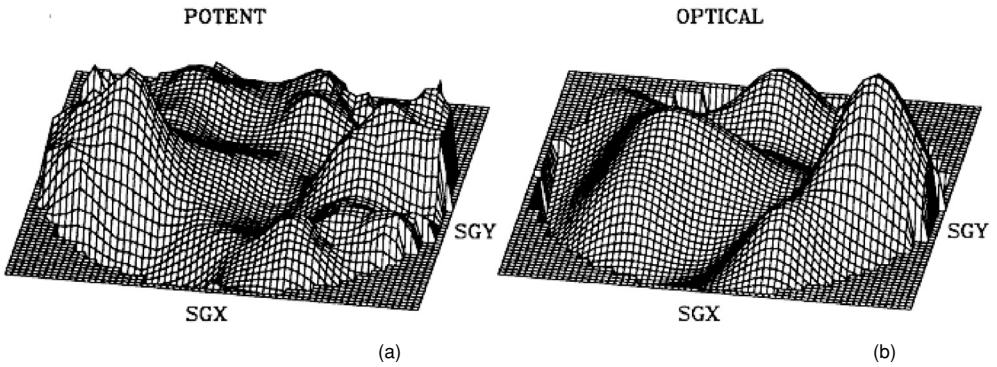 POTENT
OPTICAL
SGY
SGY
SGX
SGX
(a)
(b)